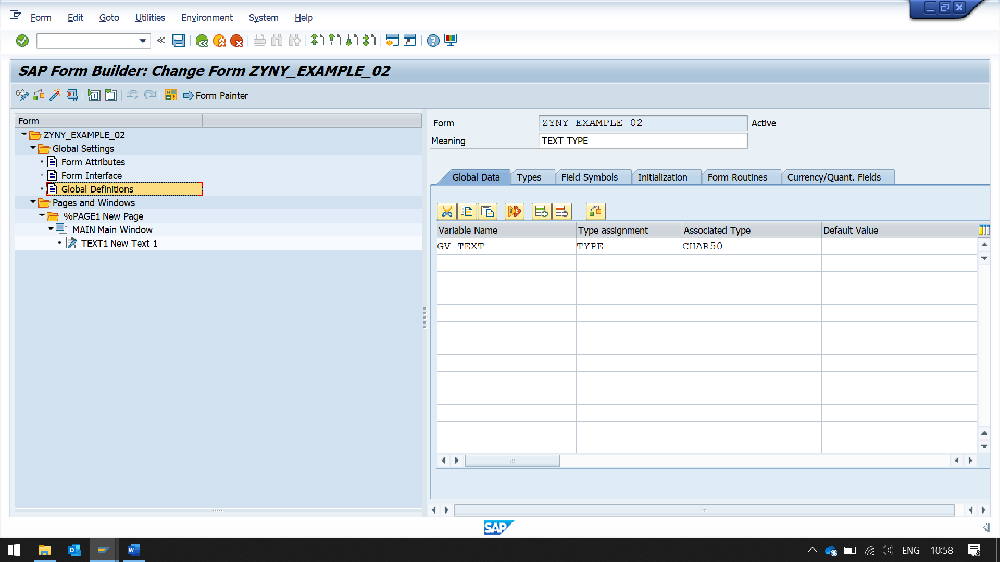 Form Edit Goto Utilities Environment System Help
SAP Form Builder: Change Form ZYNY_EXAMPLE_02
Form Painter
Form
ZYNY_EXAMPLE_02
Global Settings
Form Attributes
Form Interface
Global Definitions
Pages and Windows
%PAGE1 New Page
MAIN Main Window
TEXT1 New Text 1
Form ZYNY_EXAMPLE_02 Active
Meaning TEXT TYPE
Global Data Types Field Symbols Initialization Form Routines Currency/Quant. Fields
Variable Name Type assignment Associated Type Default Value
GV_TEXT TYPE CHAR50
SAP
ENG 10:58